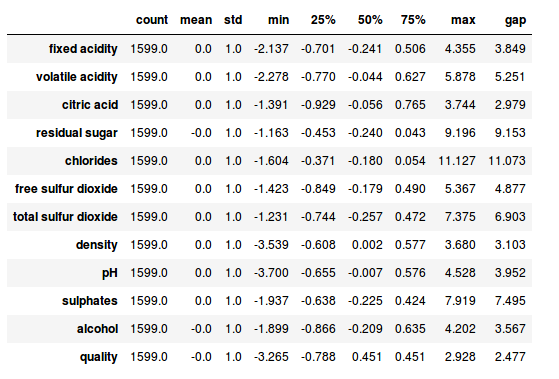 count mean std min 25% 50% 75% max gap
fixed acidity 1599.0 0.0 1.0 -2.137 -0.701 -0.241 0.506 4.355 3.849
volatile acidity 1599.0 0.0 1.0 -2.278 -0.770 -0.044 0.627 5.878 5.251
citric acid 1599.0 0.0 1.0 -1.391 -0.929 -0.056 0.765 3.744 2.979
residual sugar 1599.0 -0.0 1.0 -1.163 -0.453 -0.240 0.043 9.196 9.153
chlorides 1599.0 0.0 1.0 -1.604 -0.371 -0.180 0.054 11.127 11.073
free sulfur dioxide 1599.0 0.0 1.0 -1.423 -0.849 -0.179 0.490 5.367 4.877
total sulfur dioxide 1599.0 0.0 1.0 -1.231 -0.744 -0.257 0.472 7.375 6.903
density 1599.0 0.0 1.0 -3.539 -0.608 0.002 0.577 3.680 3.103
pH 1599.0 0.0 1.0 -3.700 -0.655 -0.007 0.576 4.528 3.952
sulphates 1599.0 0.0 1.0 -1.937 -0.638 -0.225 0.424 7.919 7.495
alcohol 1599.0 -0.0 1.0 -1.899 -0.866 -0.209 0.635 4.202 3.567
quality 1599.0 -0.0 1.0 -3.265 -0.788 0.451 0.451 2.928 2.477